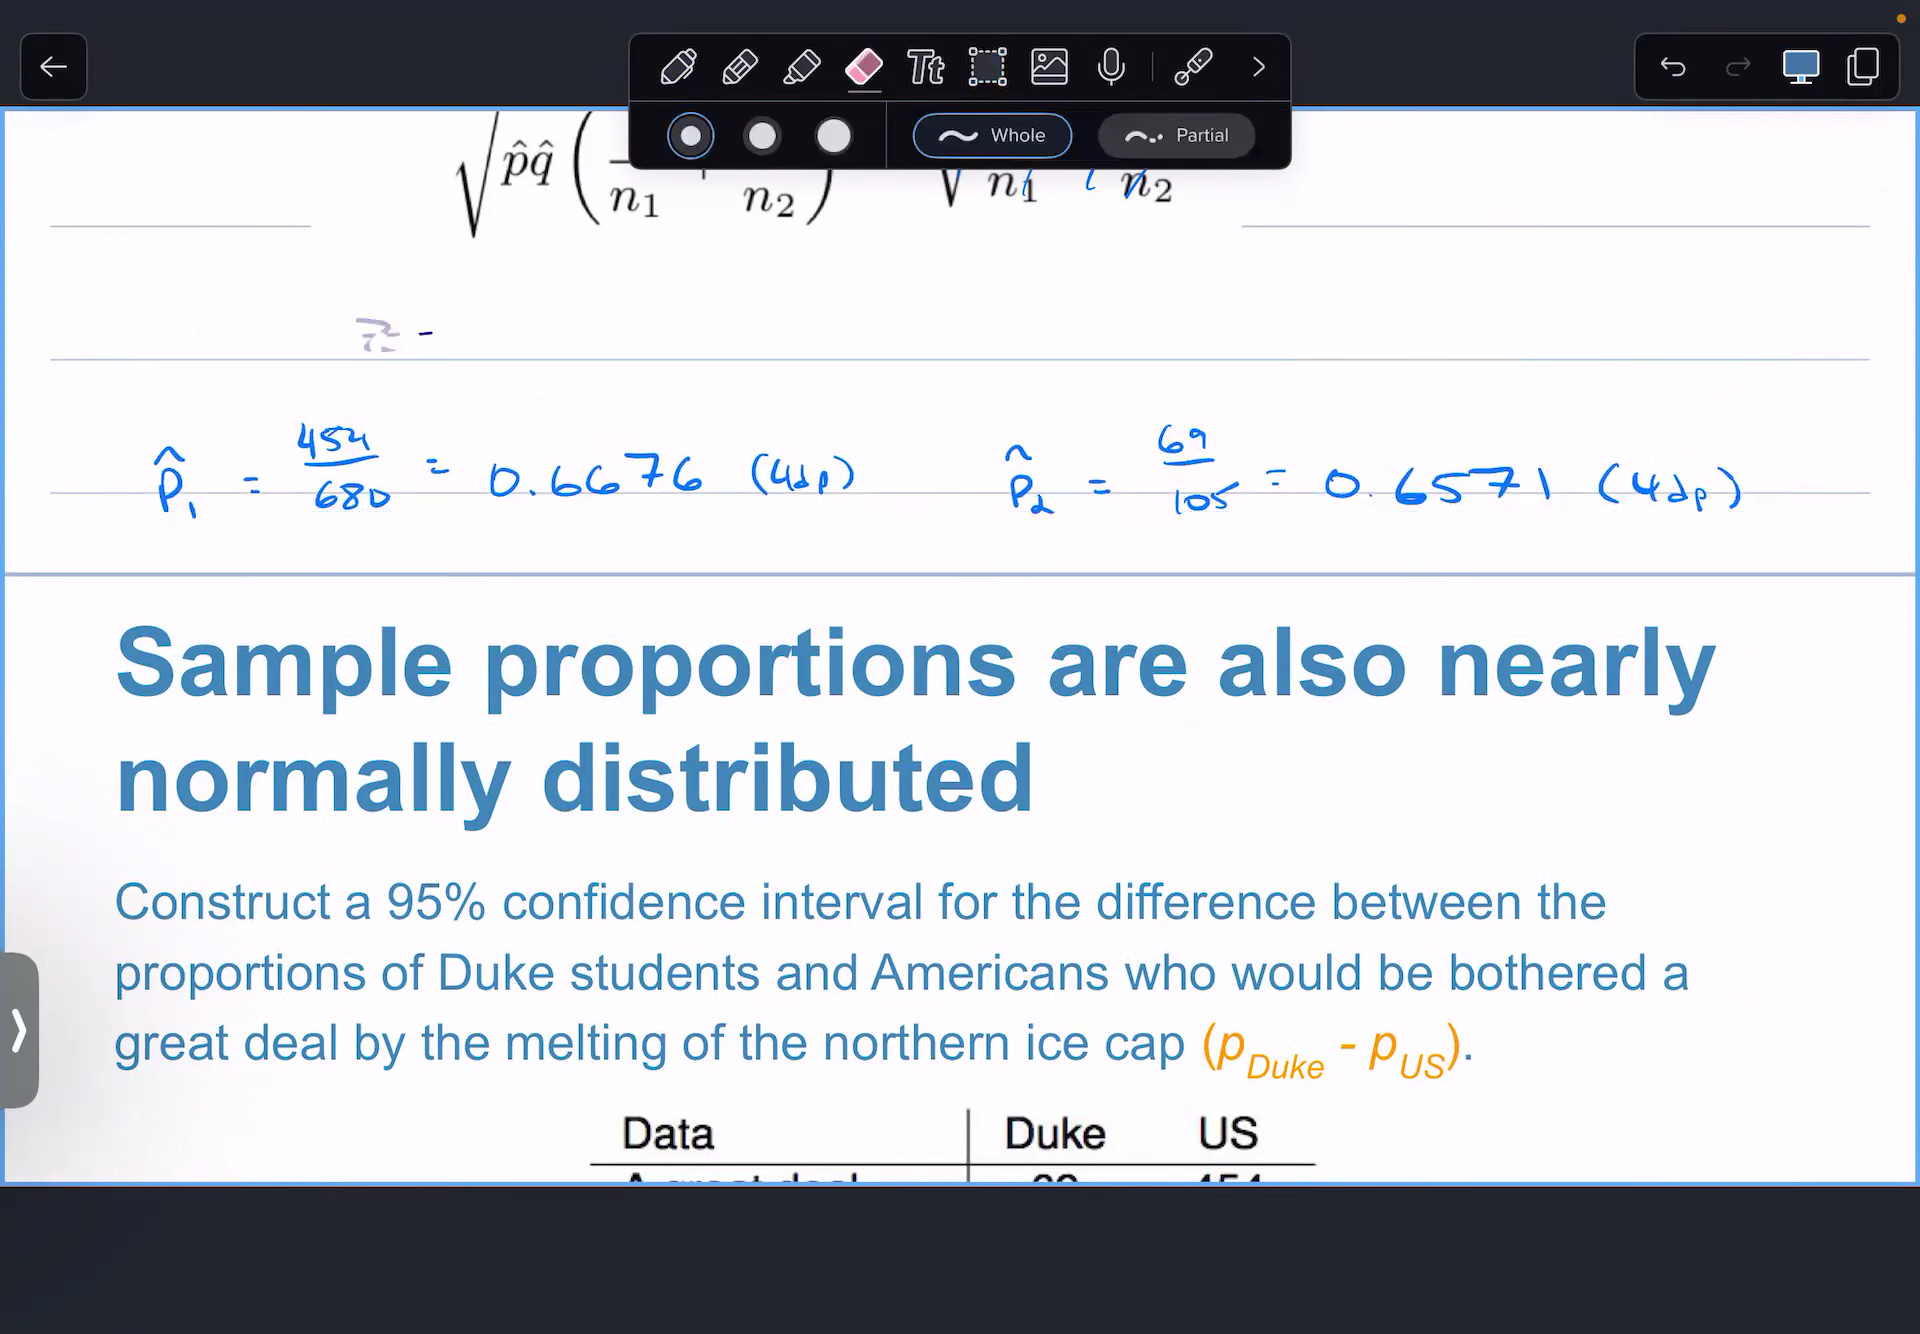 Tt
Whole
Partial
√ p̂q̂ ( n₁ n₂ ) √ n₁ n₂
p̂₁ = 454/680 = 0.6676 (4dp)
p̂₂ = 69/105 = 0.6571 (4dp)
Sample proportions are also nearly
normally distributed
Construct a 95% confidence interval for the difference between the
proportions of Duke students and Americans who would be bothered a
great deal by the melting of the northern ice cap (p_Duke - p_US).
Data Duke US